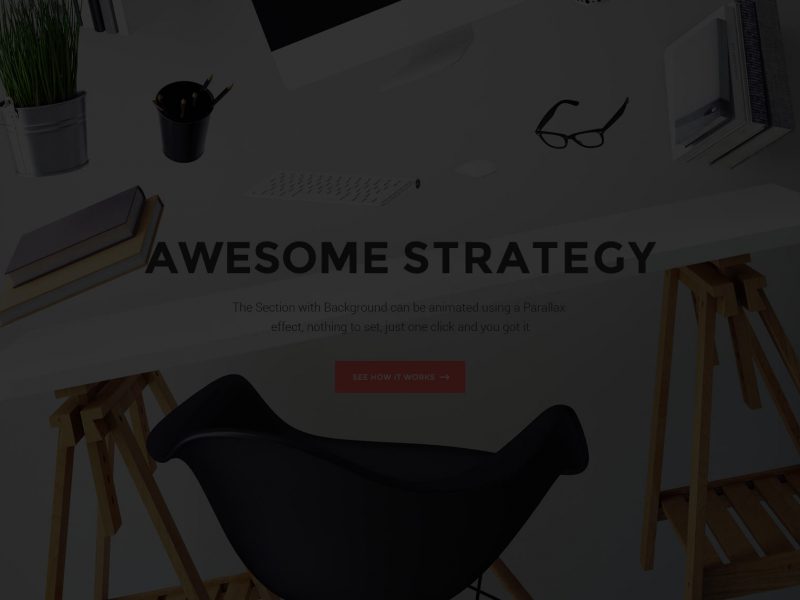 AWESOME STRATEGY
The Section with Background can be animated using a Parallax
effect, nothing to set, just one click and you got it
SEE HOW IT WORKS →